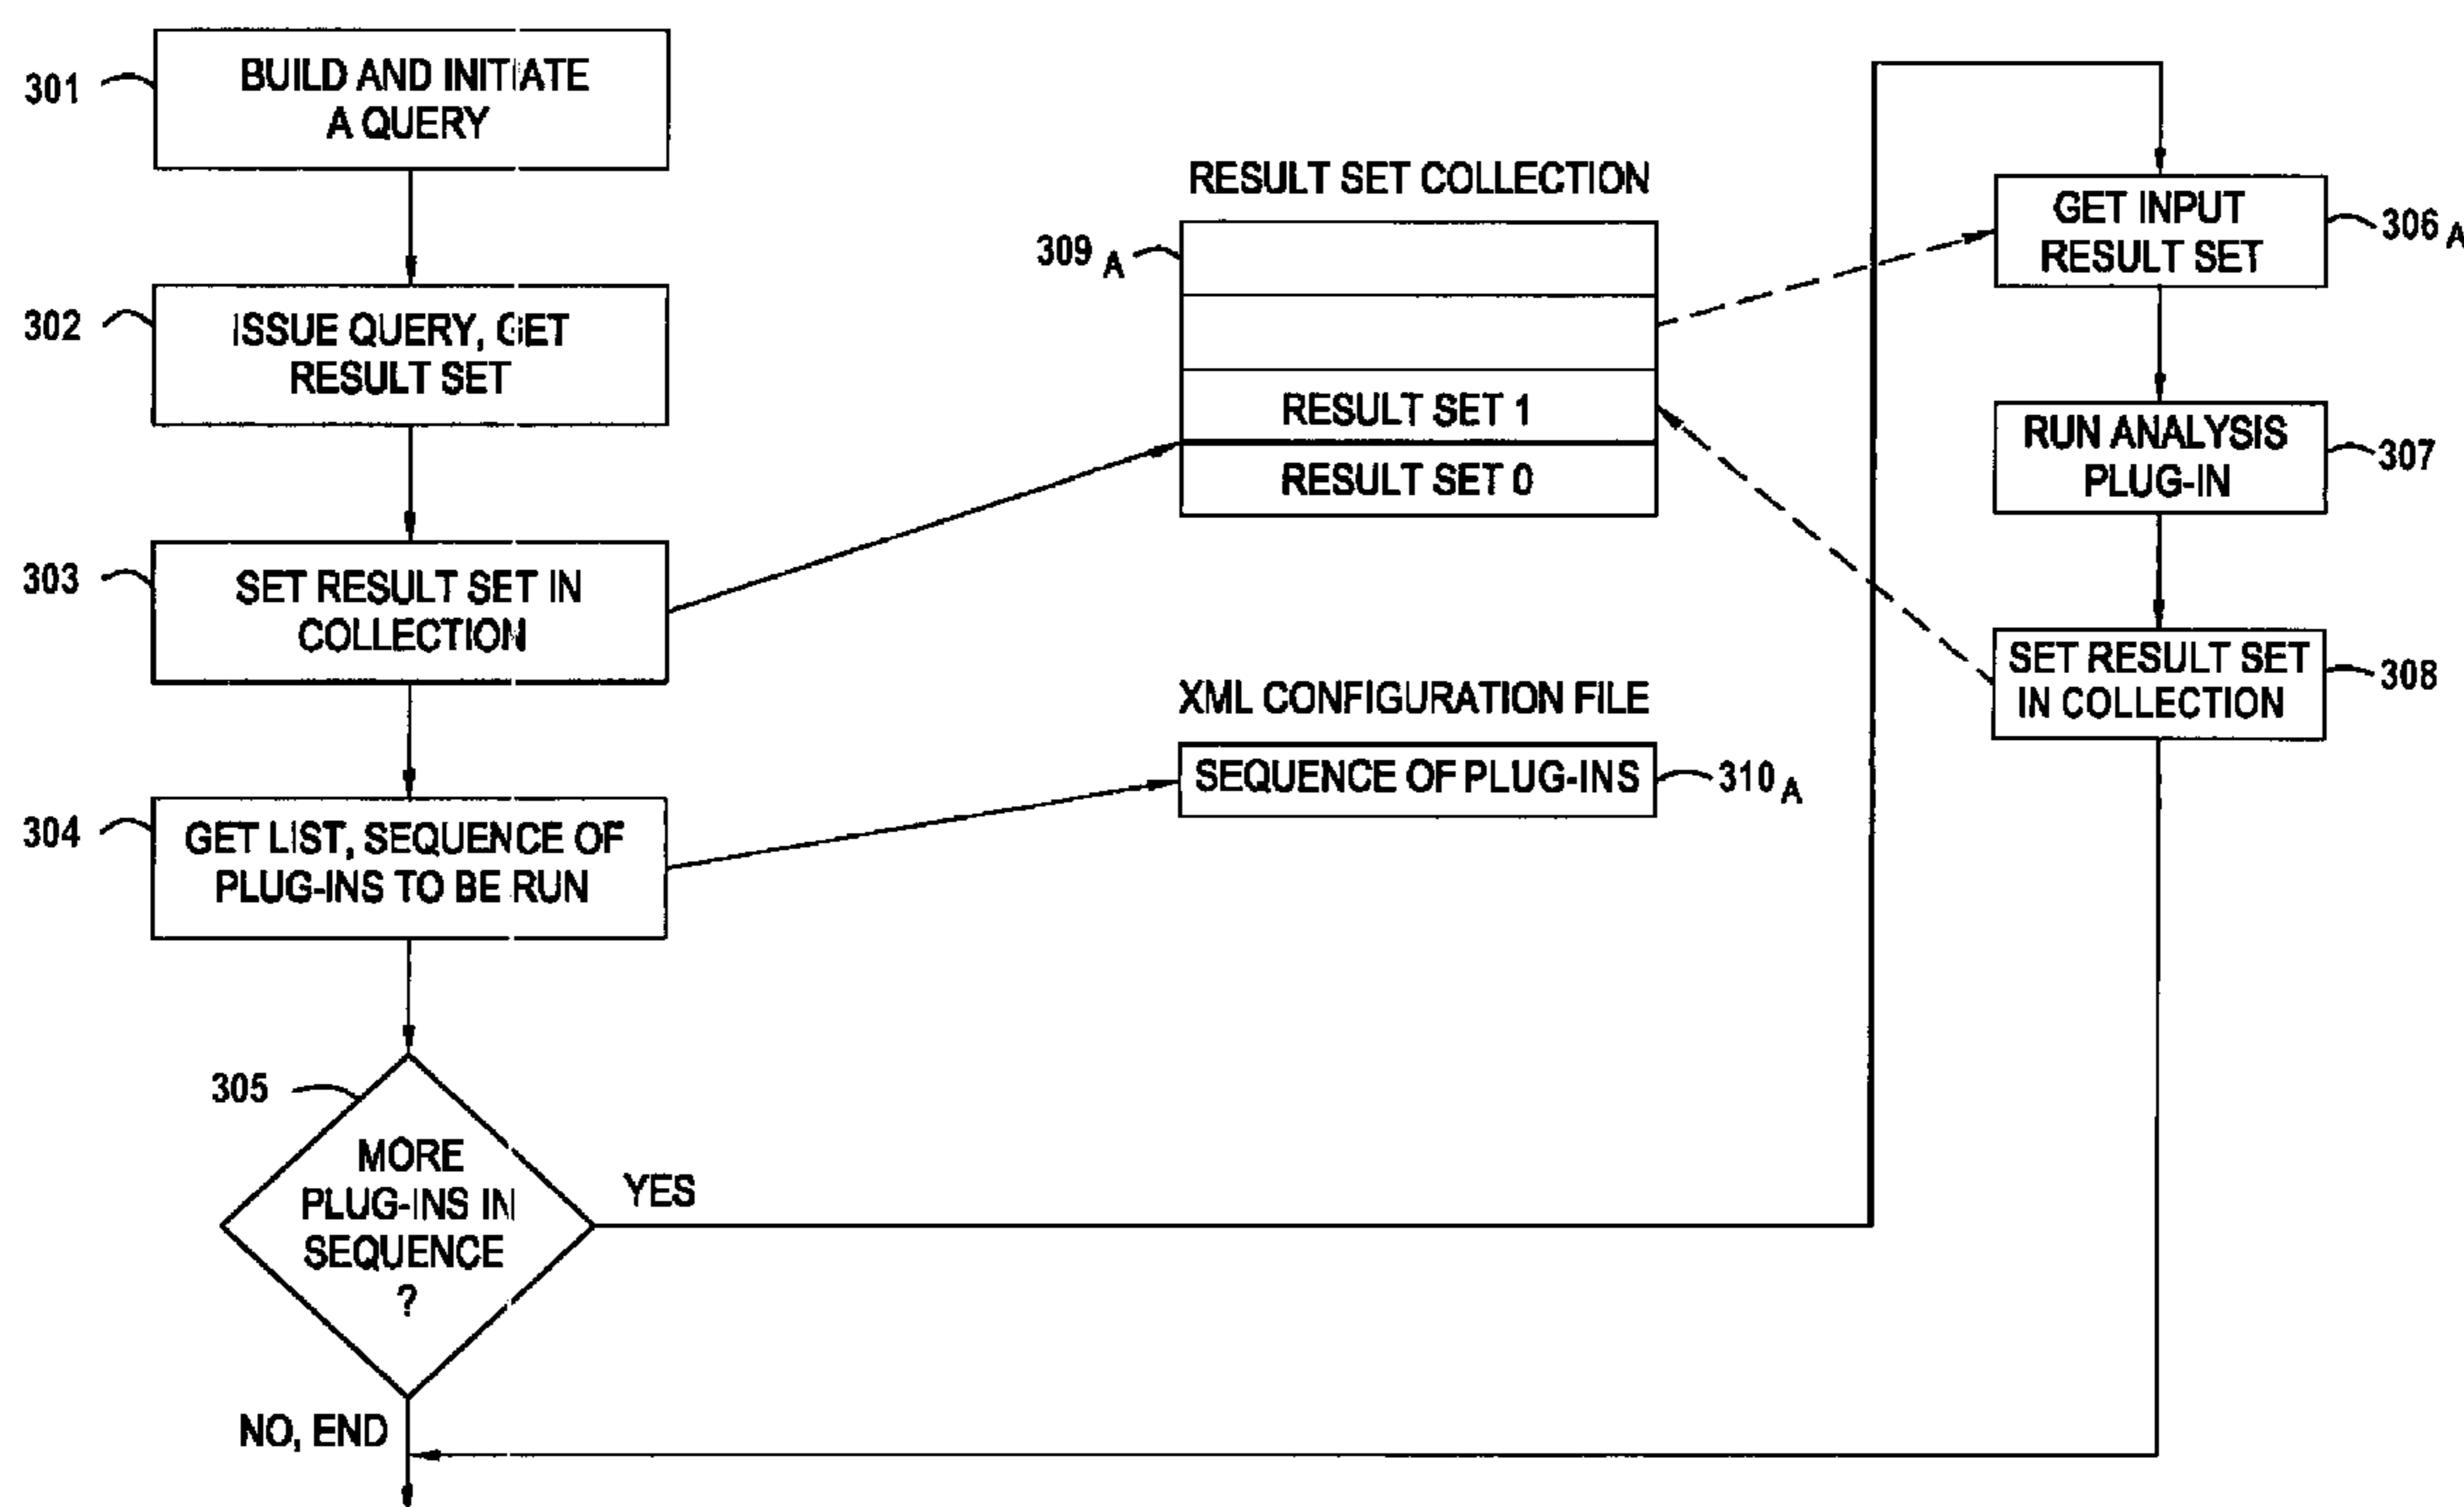 301
BUILD AND INITIATE
A QUERY
302
ISSUE QUERY, GET
RESULT SET
303
SET RESULT SET IN
COLLECTION
304
GET LIST, SEQUENCE OF
PLUG-INS TO BE RUN
305
MORE
PLUG-INS IN
SEQUENCE
?
YES
NO, END
RESULT SET COLLECTION
309 A
RESULT SET 1
RESULT SET 0
XML CONFIGURATION FILE
SEQUENCE OF PLUG-INS
310 A
GET INPUT
RESULT SET
306 A
RUN ANALYSIS
PLUG-IN
307
SET RESULT SET
IN COLLECTION
308